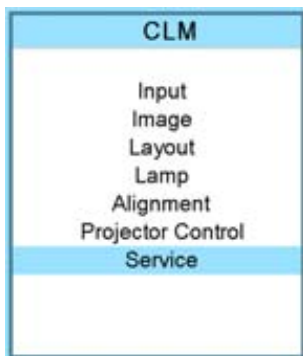 CLM
Input
Image
Layout
Lamp
Alignment
Projector Control
Service